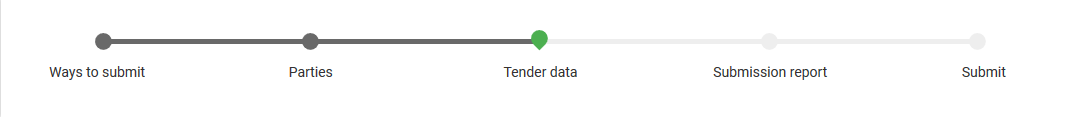 Ways to submit
Parties
Tender data
Submission report
Submit